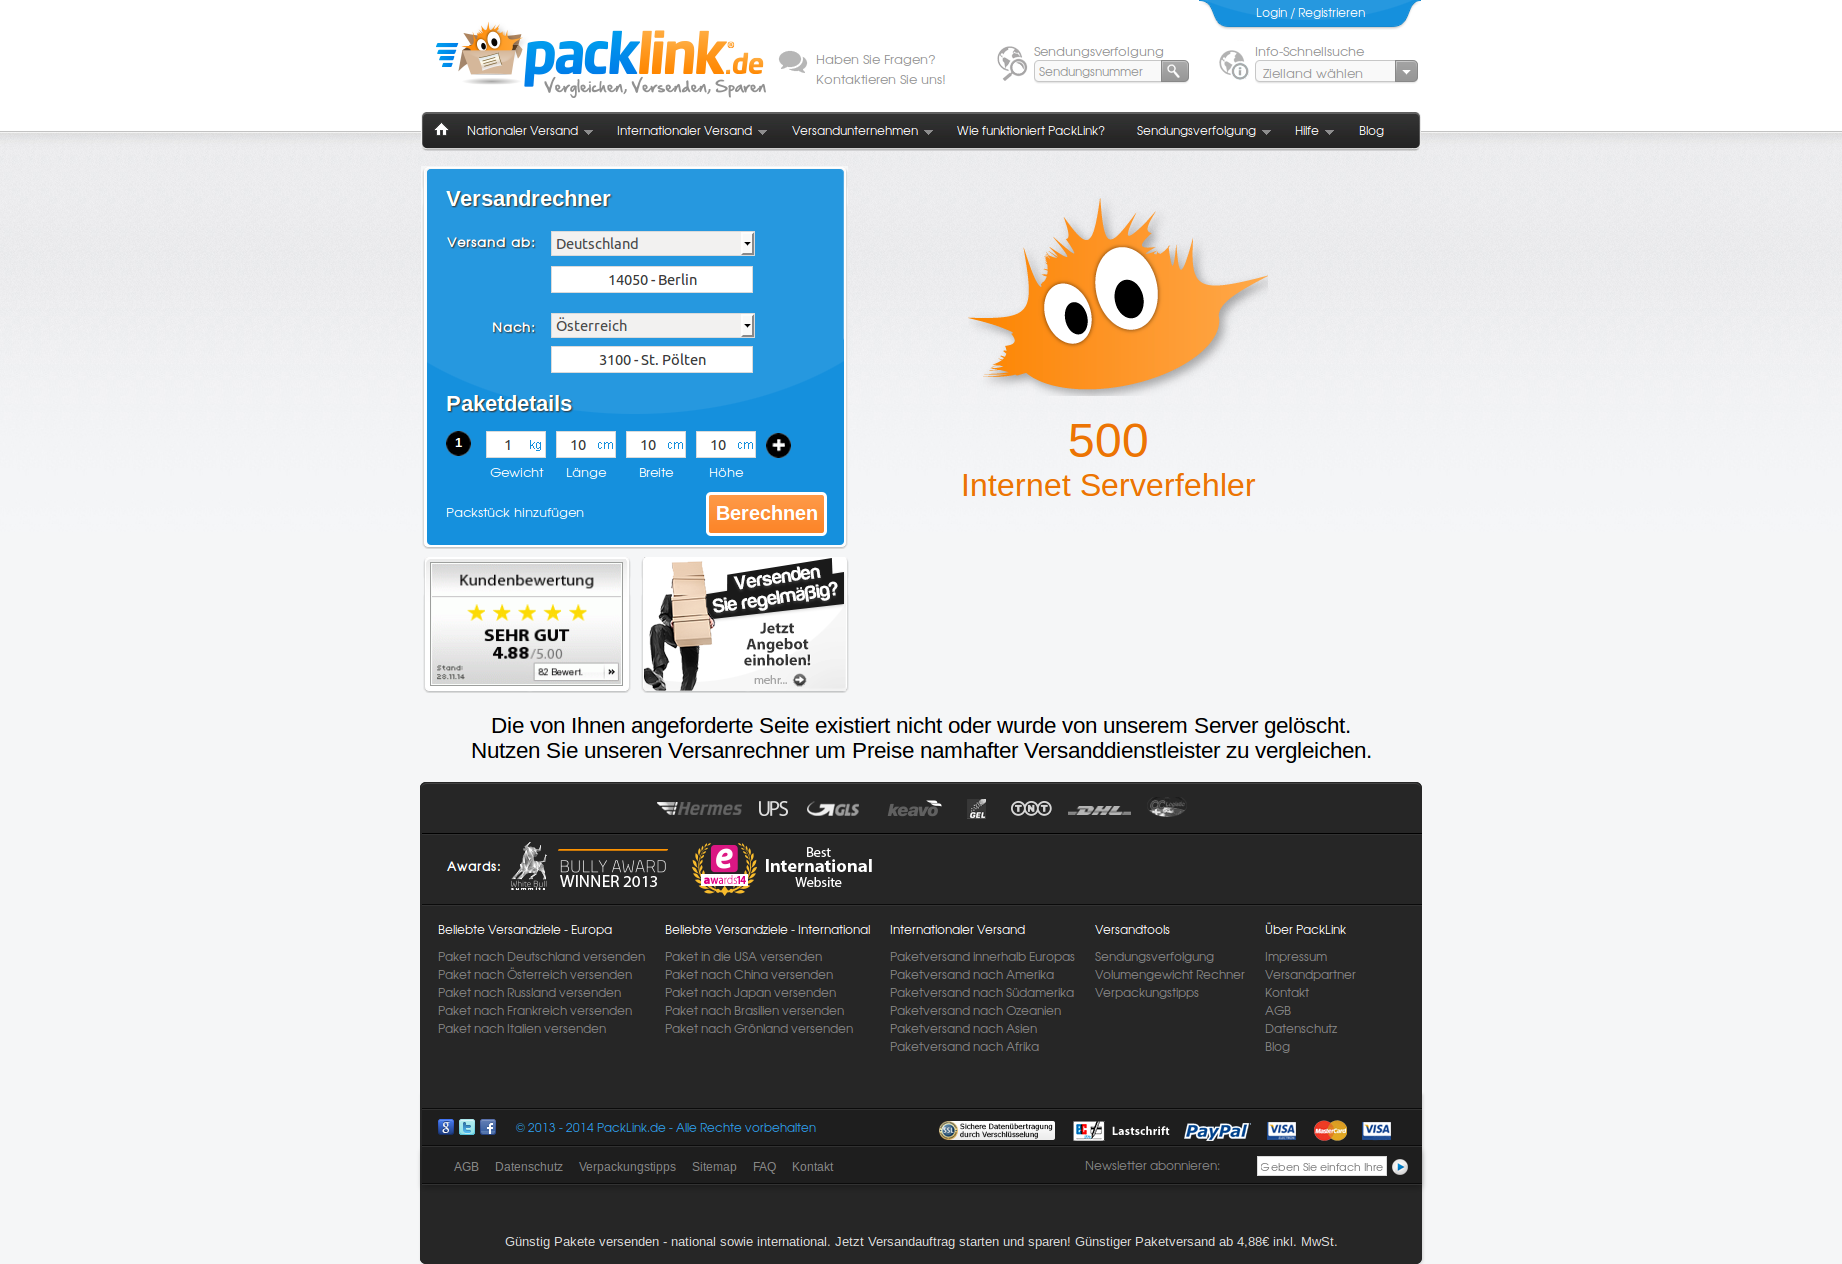 Login / Registrieren
packlink.de
Vergleichen, Versenden, Sparen
Haben Sie Fragen?
Kontaktieren Sie uns!
Sendungsverfolgung
Sendungsnummer
Info-Schnellsuche
Zielland wählen
Nationaler Versand
Internationaler Versand
Versandunternehmen
Wie funktioniert PackLink?
Sendungsverfolgung
Hilfe
Blog
Versandrechner
Versand ab:
Deutschland
14050 - Berlin
Nach:
Österreich
3100 - St. Pölten
Paketdetails
1
1 kg
10 cm
10 cm
10 cm
Gewicht
Länge
Breite
Höhe
Packstück hinzufügen
Berechnen
500
Internet Serverfehler
Kundenbewertung
SEHR GUT
4.88/5.00
Stand:
28.11.14
82 Bewert.
Versenden
Sie regelmäßig?
Jetzt
Angebot
einholen!
mehr...
Die von Ihnen angeforderte Seite existiert nicht oder wurde von unserem Server gelöscht.
Nutzen Sie unseren Versanrechner um Preise namhafter Versanddienstleister zu vergleichen.
Hermes
UPS
GLS
keavo
GEL
TNT
DHL
Awards:
White Bull
summits
BULLY AWARD
WINNER 2013
e
awards14
Best
International
Website
Beliebte Versandziele - Europa
Paket nach Deutschland versenden
Paket nach Österreich versenden
Paket nach Russland versenden
Paket nach Frankreich versenden
Paket nach Italien versenden
Beliebte Versandziele - International
Paket in die USA versenden
Paket nach China versenden
Paket nach Japan versenden
Paket nach Brasilien versenden
Paket nach Grönland versenden
Internationaler Versand
Paketversand innerhalb Europas
Paketversand nach Amerika
Paketversand nach Südamerika
Paketversand nach Ozeanien
Paketversand nach Asien
Paketversand nach Afrika
Versandtools
Sendungsverfolgung
Volumengewicht Rechner
Verpackungstipps
Über PackLink
Impressum
Versandpartner
Kontakt
AGB
Datenschutz
Blog
© 2013 - 2014 PackLink.de - Alle Rechte vorbehalten
SSL
Sichere Datenübertragung
durch Verschlüsselung
Lastschrift
PayPal
VISA
MasterCard
VISA
AGB
Datenschutz
Verpackungstipps
Sitemap
FAQ
Kontakt
Newsletter abonnieren:
Geben Sie einfach Ihre
Günstig Pakete versenden - national sowie international. Jetzt Versandauftrag starten und sparen! Günstiger Paketversand ab 4,88€ inkl. MwSt.